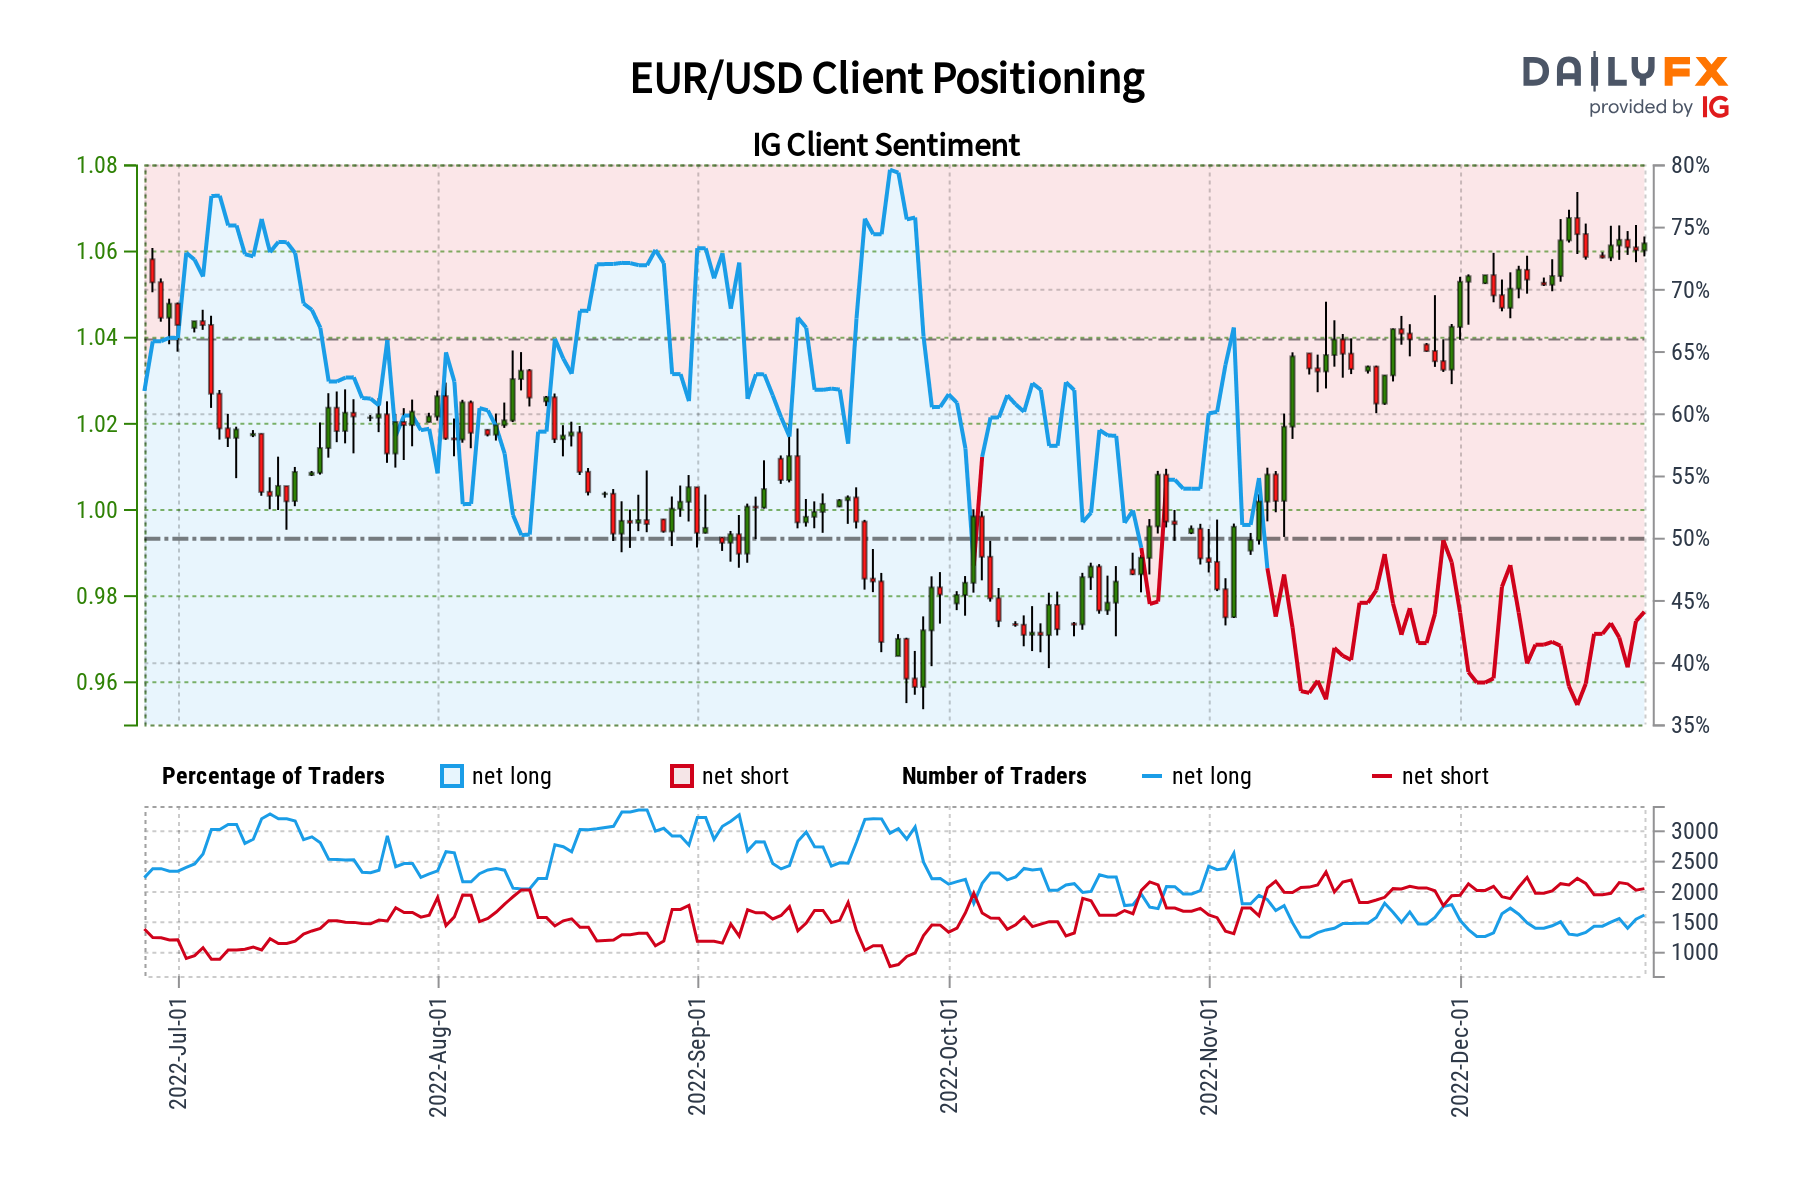 EUR/USD Client Positioning
DAILYFX
provided by IG
IG Client Sentiment
1.08
1.06
1.04
1.02
1.00
0.98
0.96
80%
75%
70%
65%
60%
55%
50%
45%
40%
35%
Percentage of Traders net long net short Number of Traders net long net short
3000
2500
2000
1500
1000
2022-Jul-01
2022-Aug-01
2022-Sep-01
2022-Oct-01
2022-Nov-01
2022-Dec-01